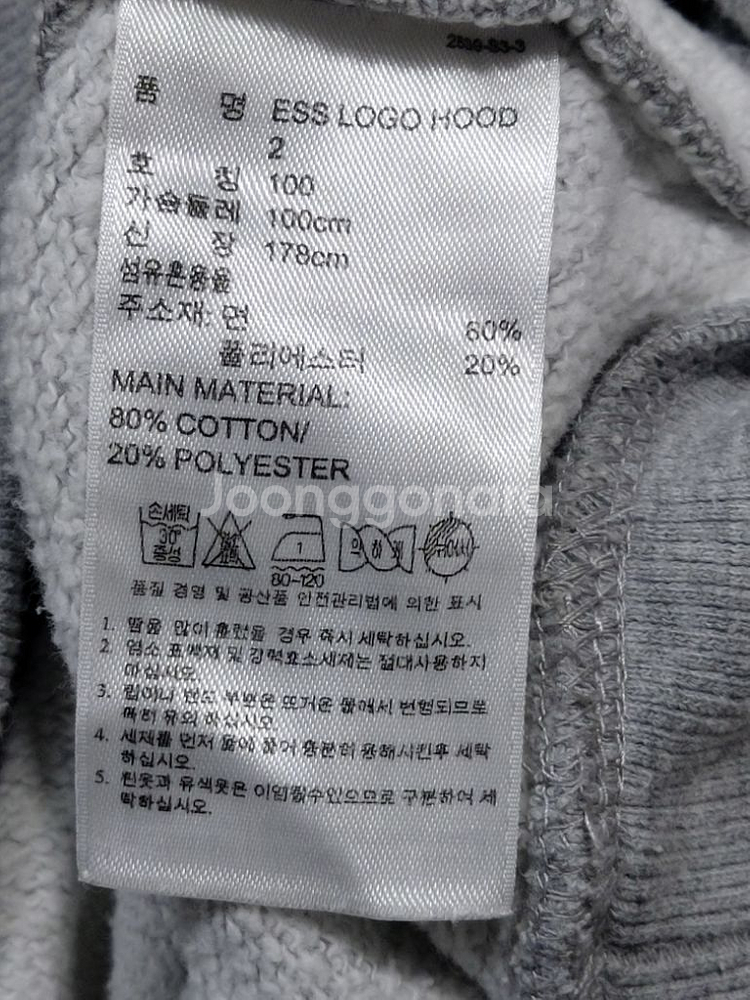 품 명 ESS LOGO HOOD
2
호 칭 100
가슴둘레 100cm
신 장 178cm
섬유혼용율
주소재: 면 80%
폴리에스터 20%
MAIN MATERIAL:
80% COTTON/
20% POLYESTER
Joonggonara
손세탁
30°
중성
1
80-120
약하게
뉘어서
품질 경영 및 공산품 안전관리법에 의한 표시
1. 땀을 많이 흘렸을 경우 즉시 세탁하십시오.
2. 염소 표백제 및 강력효소세제는 절대사용하지
마십시오.
3. 립이나 밴드 부분은 뜨거운 물에서 변형되므로
특히 유의 하십시오
4. 세제를 먼저 물에 풀어 충분히 용해시킨후 세탁
하십시오.
5. 흰옷과 유색옷은 이염될수있으므로 구분하여 세
탁하십시오.